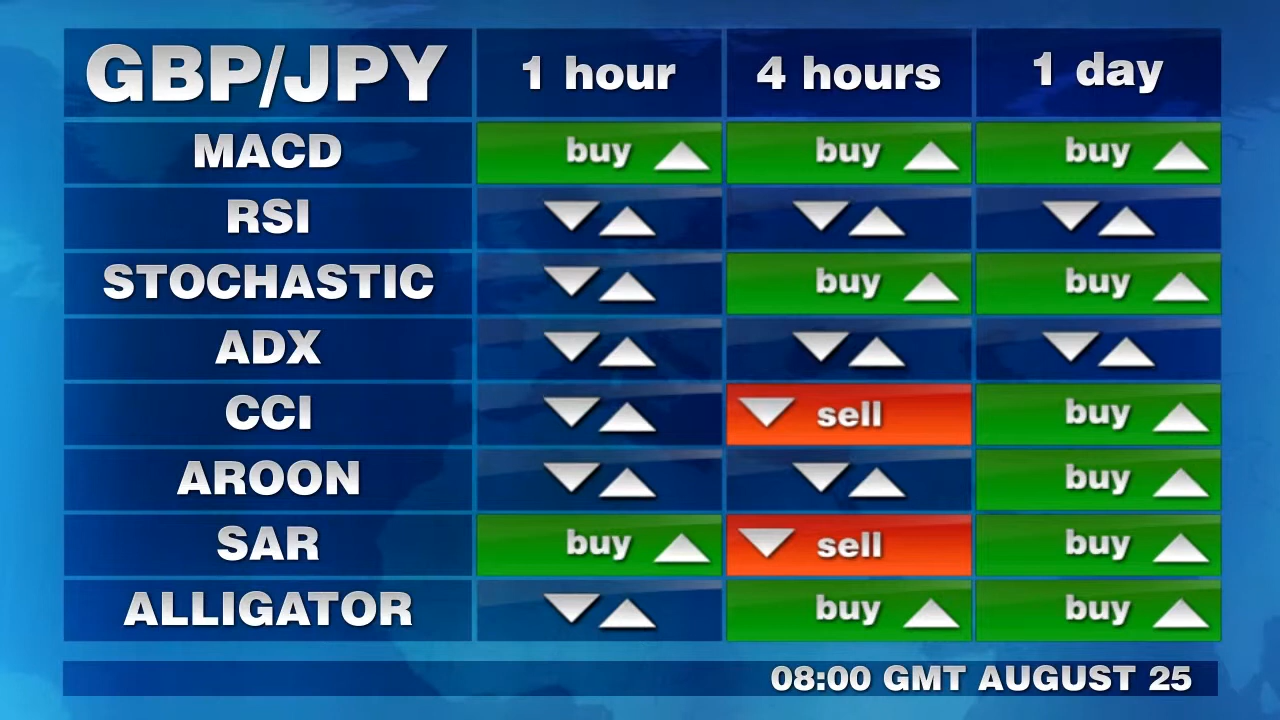 GBP/JPY 1 hour 4 hours 1 day
MACD buy buy buy
RSI
STOCHASTIC buy buy
ADX
CCI sell buy
AROON buy
SAR buy sell buy
ALLIGATOR buy buy
08:00 GMT AUGUST 25